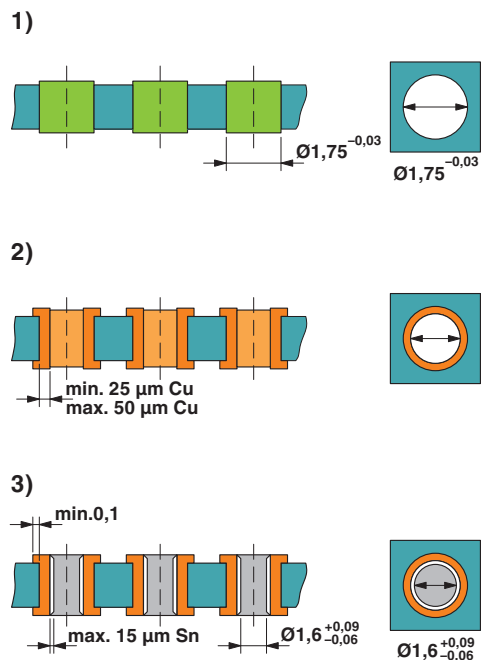 1)
Ø1,75 −0,03
Ø1,75 −0,03
2)
min. 25 µm Cu
max. 50 µm Cu
3)
min.0,1
max. 15 µm Sn
Ø1,6 +0,09 −0,06
Ø1,6 +0,09 −0,06